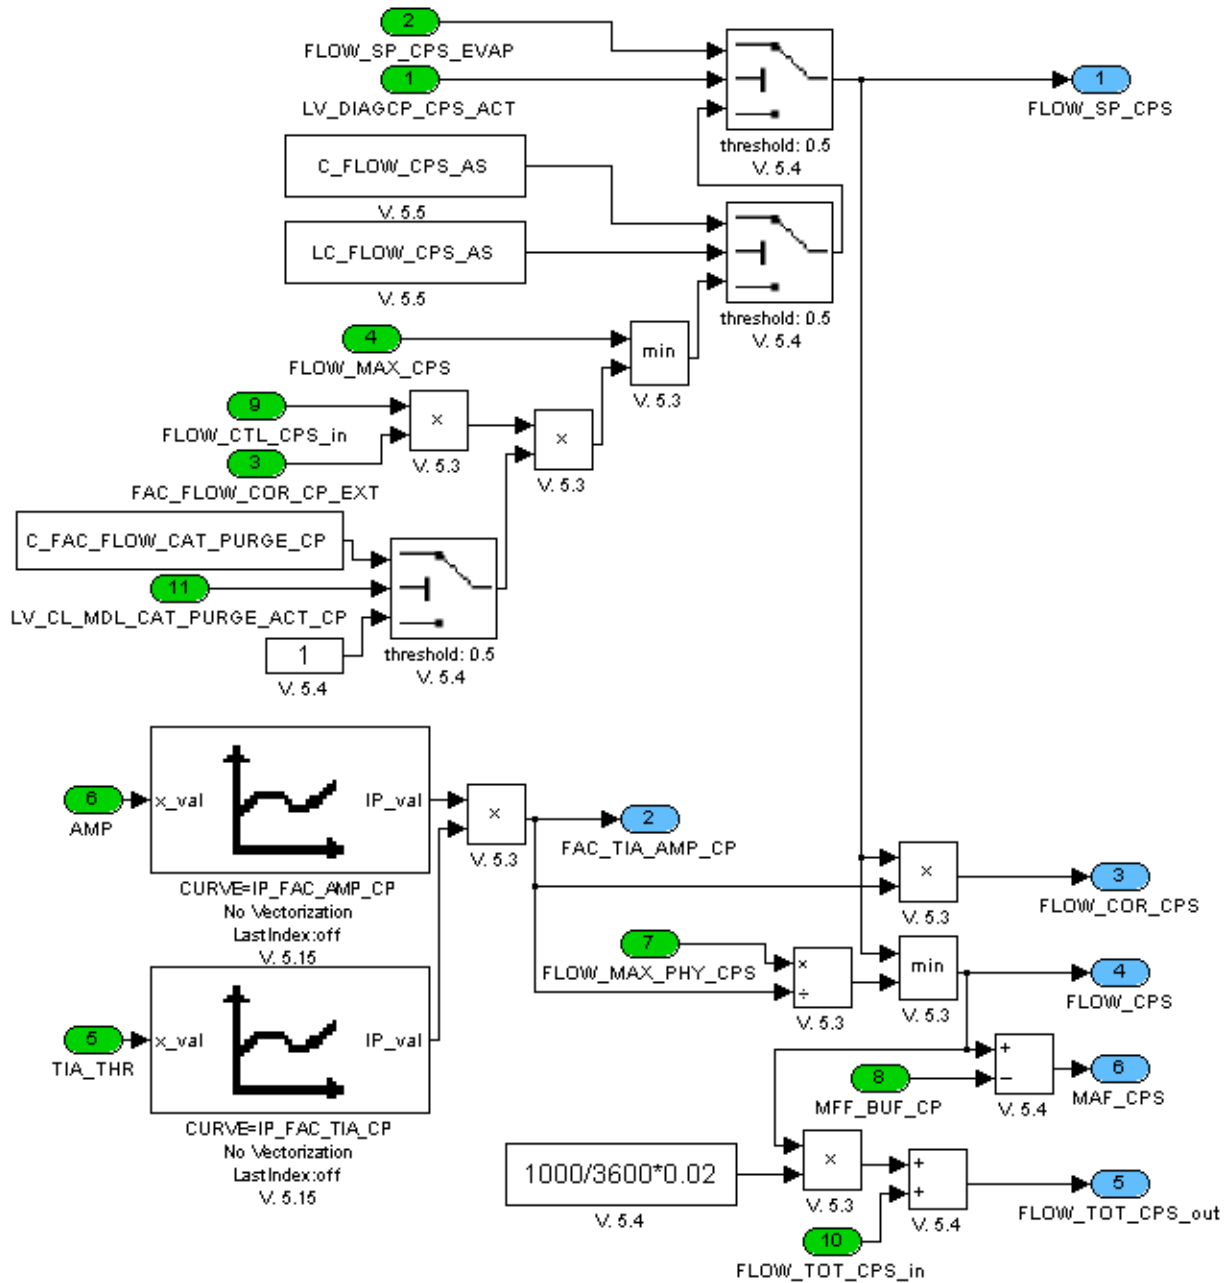 2
FLOW_SP_CPS_EVAP
1
LV_DIAGCP_CPS_ACT
threshold: 0.5
V. 5.4
1
FLOW_SP_CPS
C_FLOW_CPS_AS
V. 5.5
LC_FLOW_CPS_AS
V. 5.5
threshold: 0.5
V. 5.4
4
FLOW_MAX_CPS
min
V. 5.3
9
FLOW_CTL_CPS_in
×
V. 5.3
3
FAC_FLOW_COR_CP_EXT
×
V. 5.3
C_FAC_FLOW_CAT_PURGE_CP
11
LV_CL_MDL_CAT_PURGE_ACT_CP
1
V. 5.4
threshold: 0.5
V. 5.4
6
AMP
x_val
IP_val
CURVE=IP_FAC_AMP_CP
No Vectorization
LastIndex:off
V. 5.15
×
V. 5.3
2
FAC_TIA_AMP_CP
5
TIA_THR
x_val
IP_val
CURVE=IP_FAC_TIA_CP
No Vectorization
LastIndex:off
V. 5.15
×
V. 5.3
3
FLOW_COR_CPS
7
FLOW_MAX_PHY_CPS
×
÷
V. 5.3
min
V. 5.3
4
FLOW_CPS
8
MFF_BUF_CP
+
−
V. 5.4
6
MAF_CPS
1000/3600*0.02
V. 5.4
×
V. 5.3
+
+
V. 5.4
5
FLOW_TOT_CPS_out
10
FLOW_TOT_CPS_in